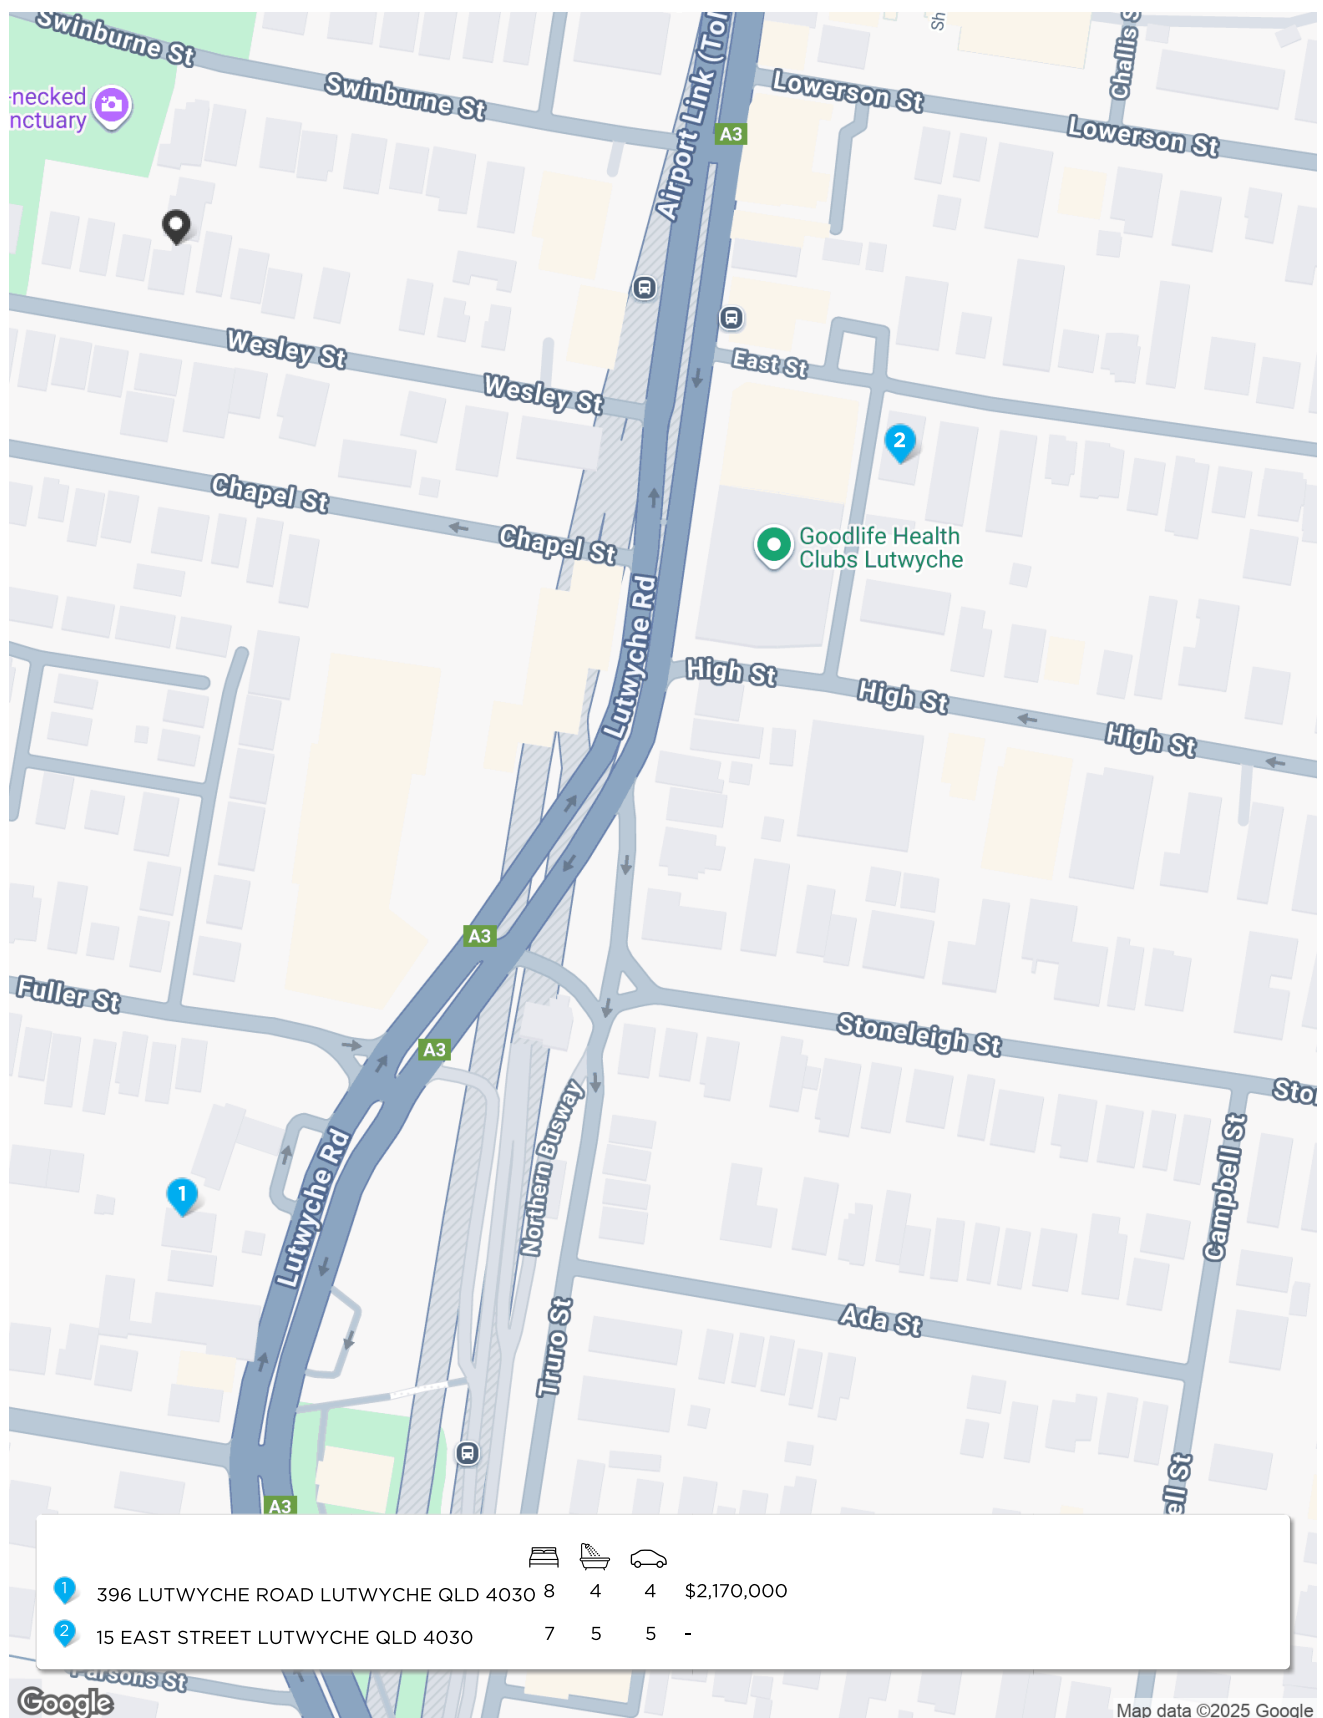 Swinburne St
Swinburne St
-necked
nctuary
Airport Link (Tol
Sh
Challis S
Lowerson St
Lowerson St
A3
Wesley St
Wesley St
East St
2
Chapel St
Chapel St
Goodlife Health
Clubs Lutwyche
Lutwyche Rd
High St
High St
High St
A3
Fuller St
A3
Stoneleigh St
Sto
Northern Busway
Campbell St
Lutwyche Rd
1
Truro St
Ada St
ell St
A3
1 396 LUTWYCHE ROAD LUTWYCHE QLD 4030 8 4 4 $2,170,000
2 15 EAST STREET LUTWYCHE QLD 4030 7 5 5 -
Parsons St
Google
Map data ©2025 Google